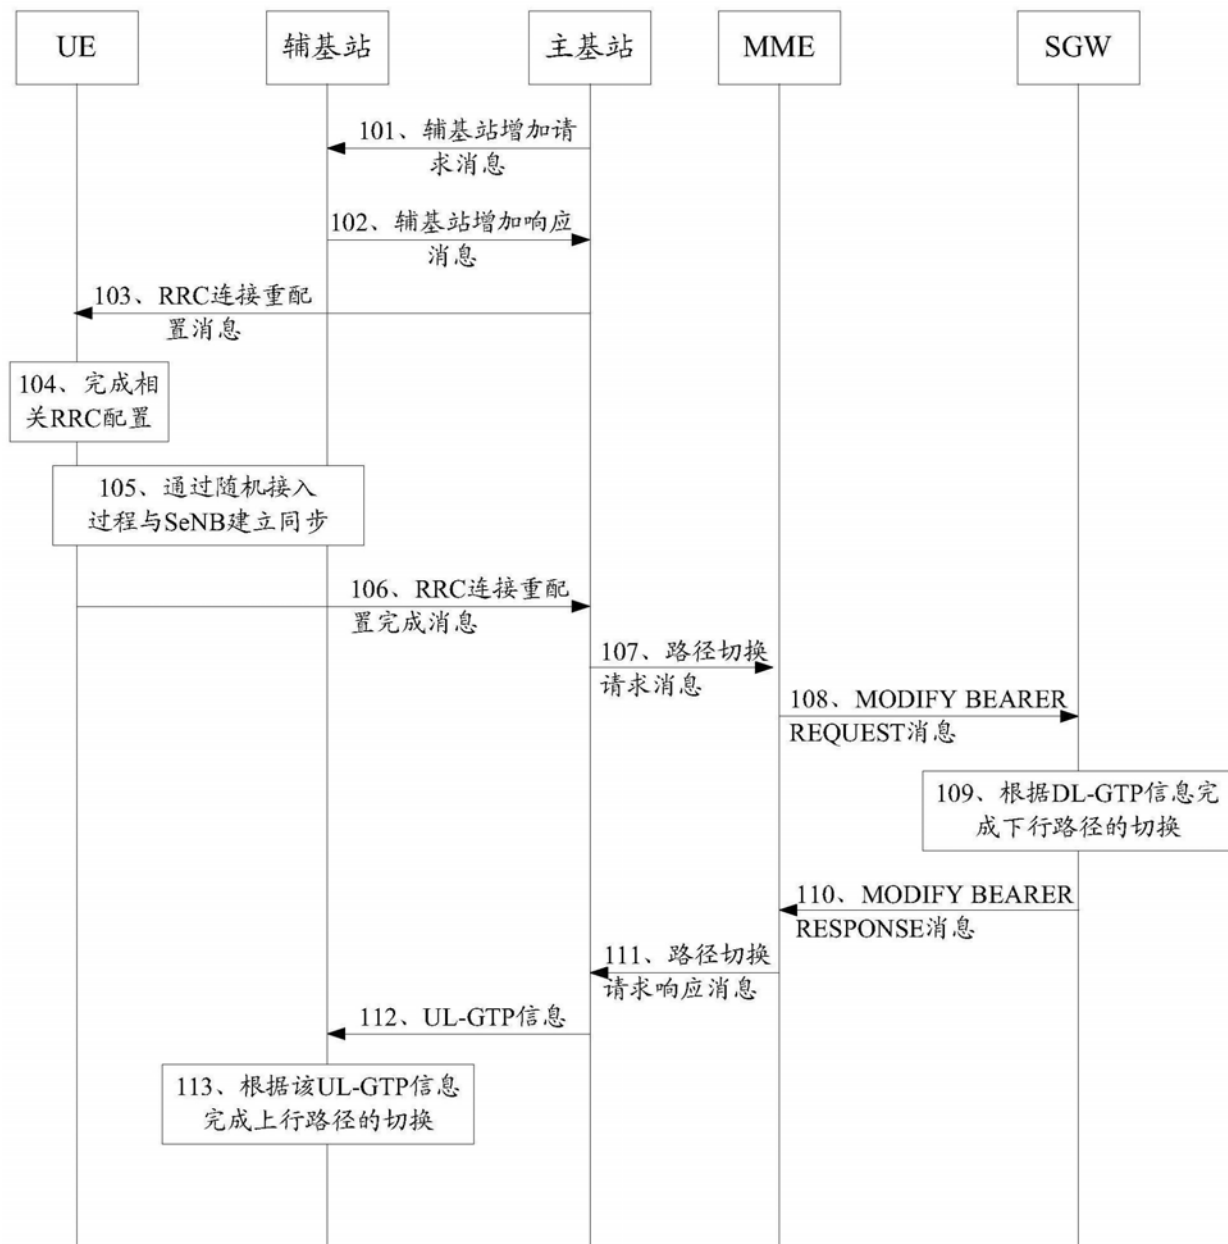 UE
辅基站
主基站
MME
SGW
101、辅基站增加请
求消息
102、辅基站增加响应
消息
103、RRC连接重配
置消息
104、完成相
关RRC配置
105、通过随机接入
过程与SeNB建立同步
106、RRC连接重配
置完成消息
107、路径切换
请求消息
108、MODIFY BEARER
REQUEST消息
109、根据DL-GTP信息完
成下行路径的切换
110、MODIFY BEARER
RESPONSE消息
111、路径切换
请求响应消息
112、UL-GTP信息
113、根据该UL-GTP信息
完成上行路径的切换